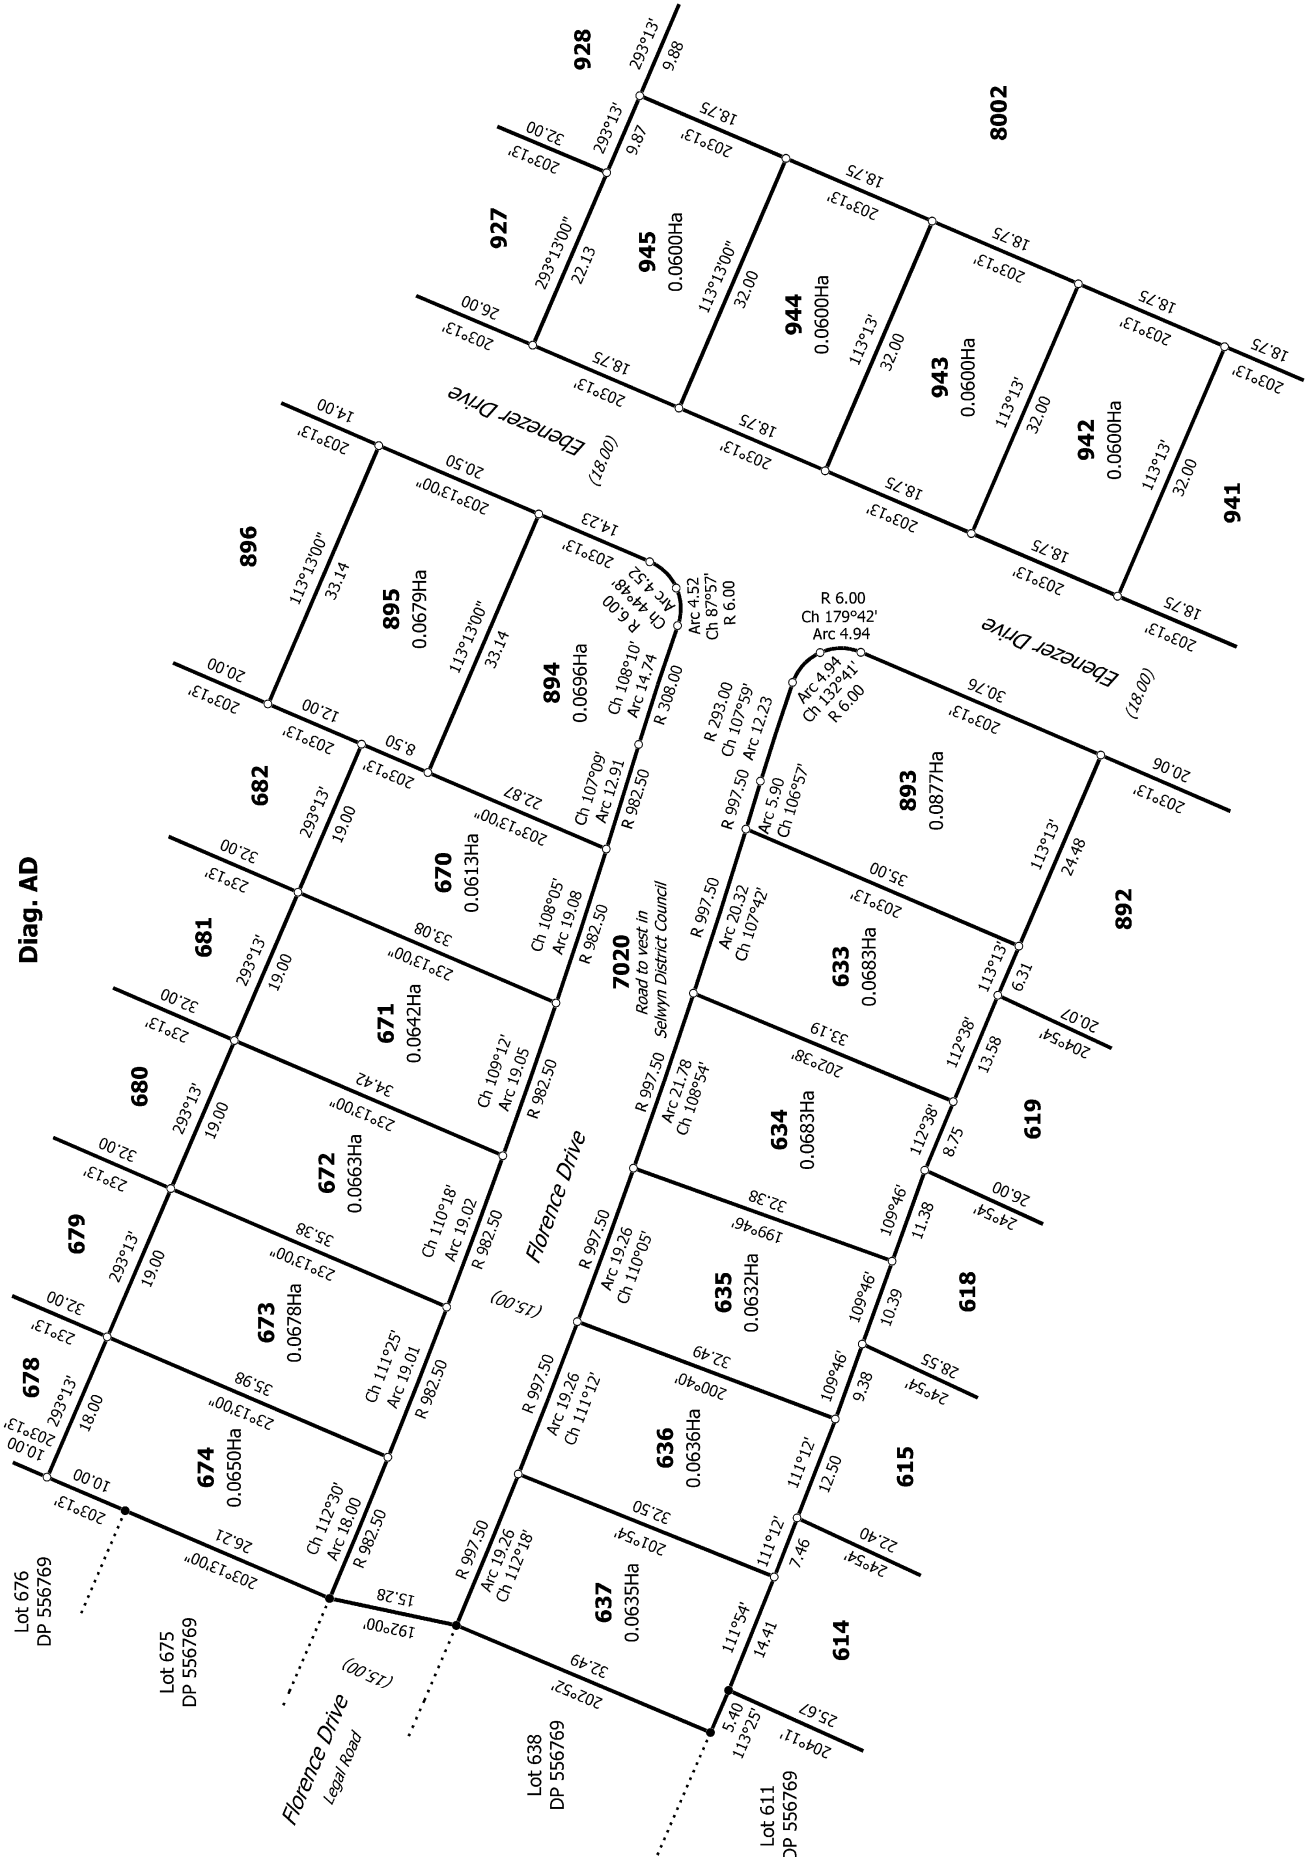 Diag. AD
928
293°13'
9.88
8002
927
203°13'
32.00
293°13'
9.87
203°13'
26.00
293°13'00"
22.13
945
0.0600Ha
203°13'
18.75
203°13'
18.75
113°13'00"
32.00
944
0.0600Ha
203°13'
18.75
203°13'
18.75
113°13'
32.00
943
0.0600Ha
203°13'
18.75
203°13'
18.75
113°13'
32.00
942
0.0600Ha
203°13'
18.75
203°13'
18.75
113°13'
32.00
941
203°13'
18.75
203°13'
18.75
Ebenezer Drive
(18.00)
Ebenezer Drive
(18.00)
896
203°13'
14.00
113°13'00"
33.14
895
0.0679Ha
203°13'00"
20.50
203°13'
20.00
203°13'
12.00
203°13'
8.50
113°13'00"
33.14
894
0.0696Ha
203°13'
14.23
R 6.00
Ch 44°48'
Arc 4.52
Arc 4.52
Ch 87°57'
R 6.00
Ch 108°10'
Arc 14.74
R 308.00
Ch 107°09'
Arc 12.91
R 982.50
203°13'00"
22.87
682
293°13'
19.00
670
0.0613Ha
Ch 108°05'
Arc 19.08
R 982.50
681
23°13'
32.00
293°13'
19.00
23°13'00"
33.08
671
0.0642Ha
Ch 109°12'
Arc 19.05
R 982.50
680
23°13'
32.00
293°13'
19.00
23°13'00"
34.42
672
0.0663Ha
Ch 110°18'
Arc 19.02
R 982.50
679
23°13'
32.00
293°13'
19.00
23°13'00"
35.38
673
0.0678Ha
Ch 111°25'
Arc 19.01
R 982.50
678
23°13'
32.00
203°13'
10.00
293°13'
18.00
23°13'00"
35.98
674
0.0650Ha
Ch 112°30'
Arc 18.00
R 982.50
203°13'
10.00
203°13'00"
26.21
Lot 676
DP 556769
Lot 675
DP 556769
192°00'
15.28
(15.00)
Florence Drive
Legal Road
Florence Drive
(15.00)
7020
Road to vest in
Selwyn District Council
R 6.00
Ch 179°42'
Arc 4.94
Arc 4.94
Ch 132°41'
R 6.00
R 293.00
Ch 107°59'
Arc 12.23
R 997.50
Arc 5.90
Ch 106°57'
893
0.0877Ha
203°13'
30.76
113°13'
24.48
203°13'
20.06
892
203°13'
35.00
R 997.50
Arc 20.32
Ch 107°42'
633
0.0683Ha
113°13'
6.31
112°38'
13.58
204°54'
20.07
202°38'
33.19
R 997.50
Arc 21.78
Ch 108°54'
634
0.0683Ha
112°38'
8.75
619
24°54'
26.00
109°46'
11.38
199°46'
32.38
R 997.50
Arc 19.26
Ch 110°05'
635
0.0632Ha
109°46'
10.39
618
24°54'
28.55
109°46'
9.38
200°40'
32.49
R 997.50
Arc 19.26
Ch 111°12'
636
0.0636Ha
111°12'
12.50
615
24°54'
22.40
111°12'
7.46
201°54'
32.50
R 997.50
Arc 19.26
Ch 112°18'
637
0.0635Ha
111°54'
14.41
614
204°11'
25.67
5.40
113°25'
202°52'
32.49
Lot 638
DP 556769
Lot 611
DP 556769